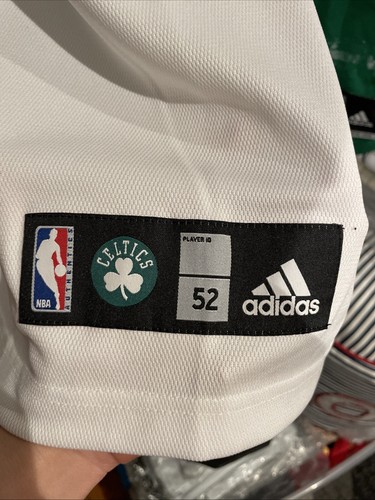 NBA
AUTHENTICS
CELTICS
PLAYER ID
52
adidas